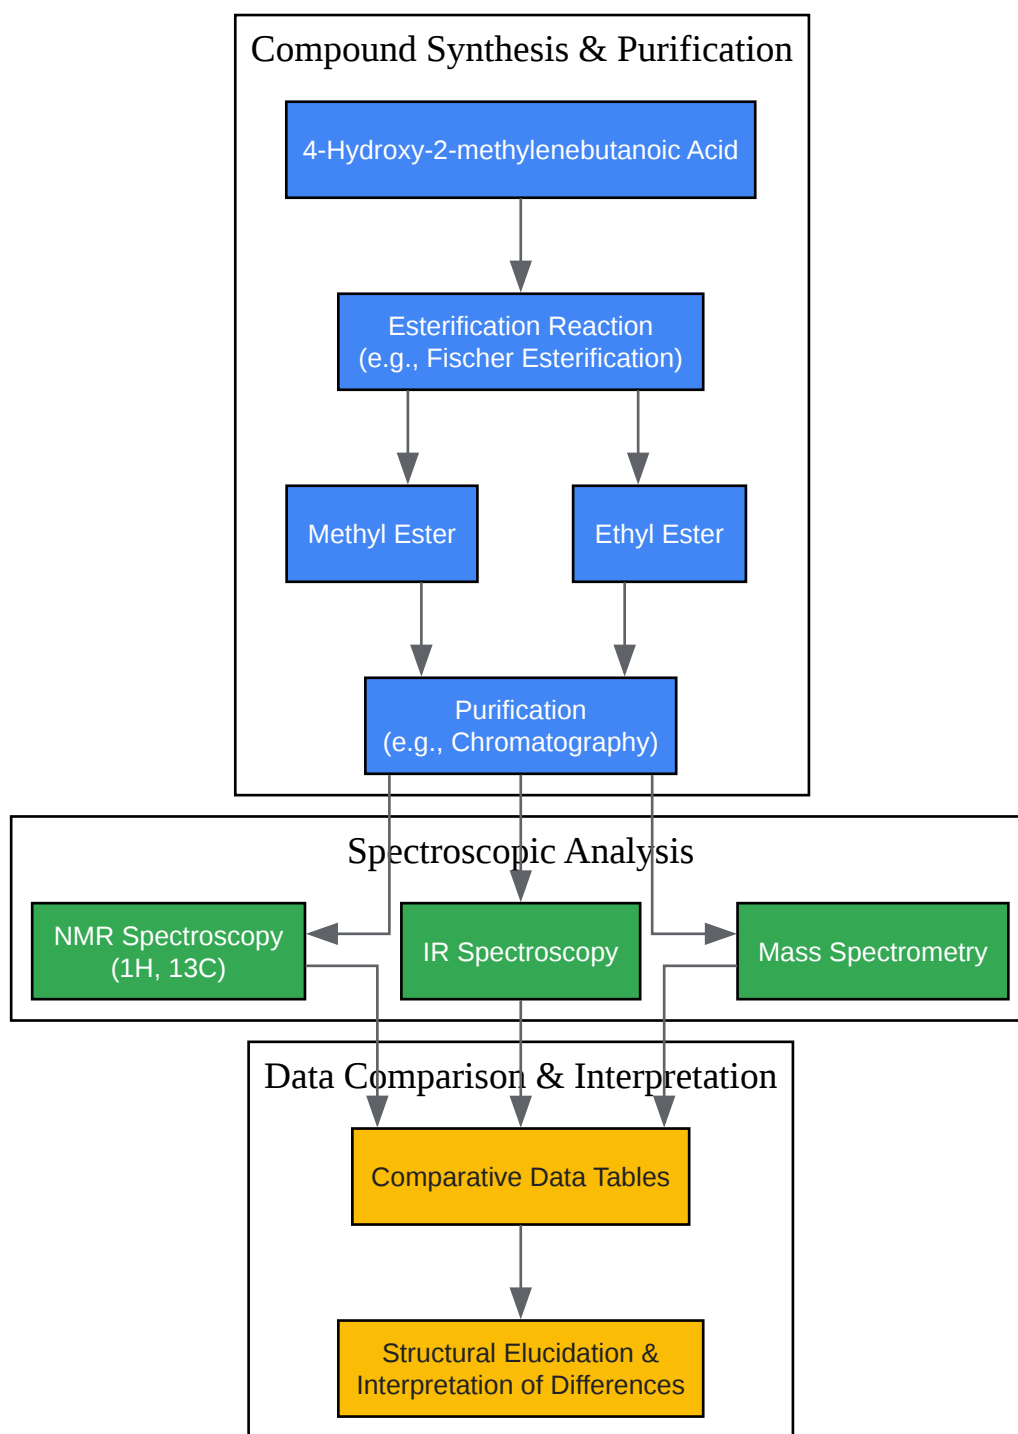 Compound Synthesis & Purification
4-Hydroxy-2-methylenebutanoic Acid
Esterification Reaction
(e.g., Fischer Esterification)
Methyl Ester
Ethyl Ester
Purification
(e.g., Chromatography)
Spectroscopic Analysis
NMR Spectroscopy
(1H, 13C)
IR Spectroscopy
Mass Spectrometry
Data Comparison & Interpretation
Comparative Data Tables
Structural Elucidation &
Interpretation of Differences